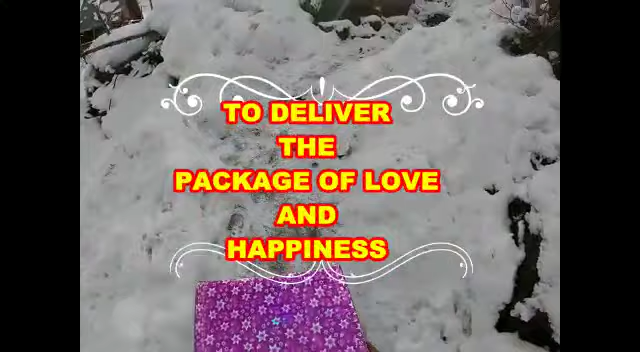 TO DELIVER
THE
PACKAGE OF LOVE
AND
HAPPINESS